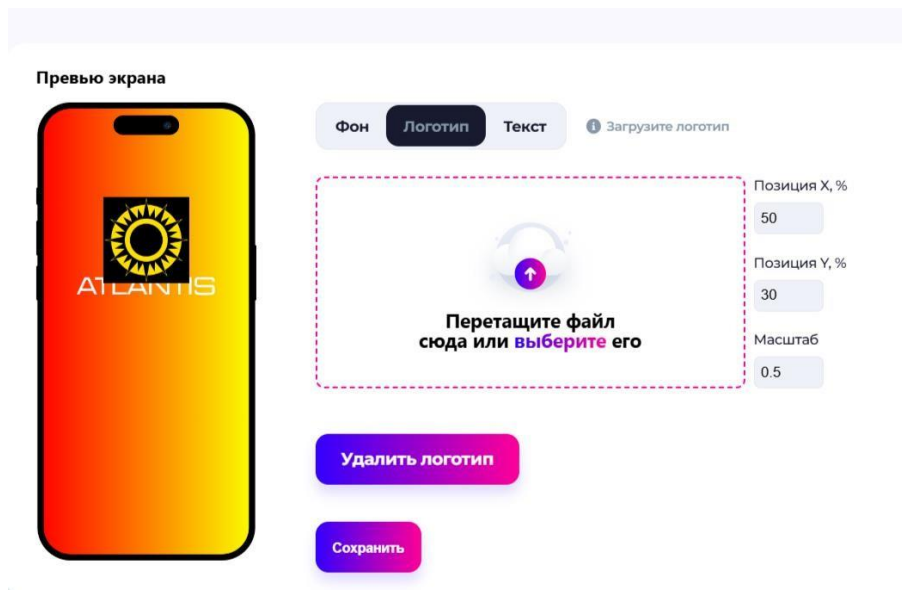 Превью экрана
Фон Логотип Текст Загрузите логотип
ATLANTIS
Позиция X, %
50
Позиция Y, %
30
Масштаб
0.5
Перетащите файл
сюда или выберите его
Удалить логотип
Сохранить